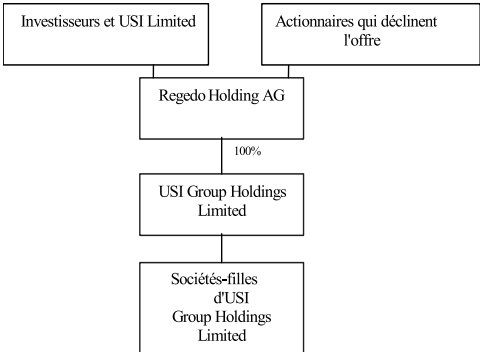 Investisseurs et USI Limited
Actionnaires qui déclinent
l'offre
Regedo Holding AG
100%
USI Group Holdings
Limited
Sociétés-filles
d'USI
Group Holdings
Limited